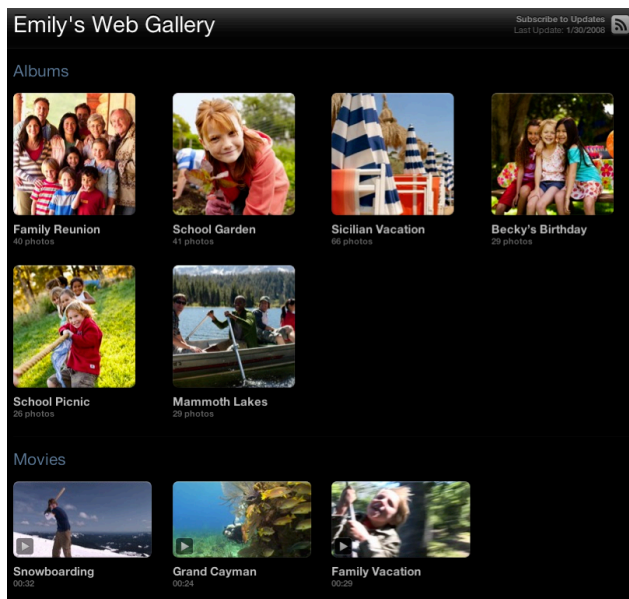 Emily's Web Gallery
Subscribe to Updates
Last Update: 1/30/2008
Albums
Family Reunion
40 photos
School Garden
41 photos
Sicilian Vacation
66 photos
Becky's Birthday
29 photos
School Picnic
26 photos
Mammoth Lakes
29 photos
Movies
Snowboarding
00:32
Grand Cayman
00:24
Family Vacation
00:29